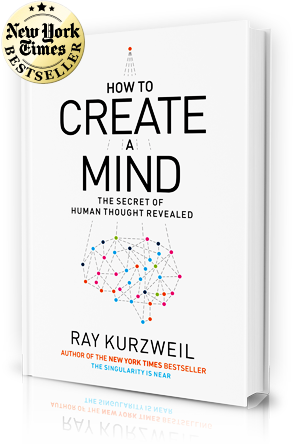 New York
Times
BESTSELLER
HOW TO
CREATE
A
MIND
THE SECRET OF
HUMAN THOUGHT REVEALED
RAY KURZWEIL
AUTHOR OF THE NEW YORK TIMES BESTSELLER
THE SINGULARITY IS NEAR